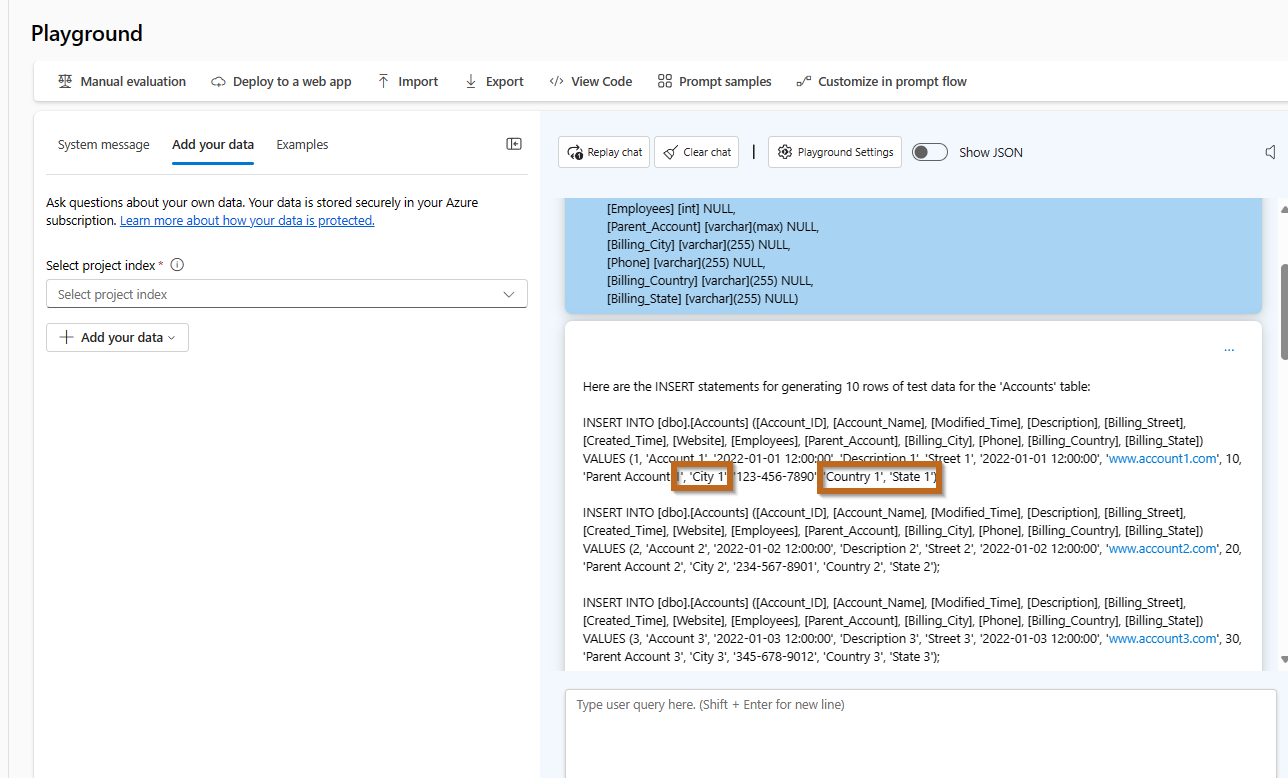 Playground
Manual evaluation Deploy to a web app Import Export View Code Prompt samples Customize in prompt flow
System message Add your data Examples
Ask questions about your own data. Your data is stored securely in your Azure
subscription. Learn more about how your data is protected.
Select project index *
Select project index
Add your data
Replay chat Clear chat Playground Settings Show JSON
[Employees] [int] NULL,
[Parent_Account] [varchar](max) NULL,
[Billing_City] [varchar](255) NULL,
[Phone] [varchar](255) NULL,
[Billing_Country] [varchar](255) NULL,
[Billing_State] [varchar](255) NULL)
...
Here are the INSERT statements for generating 10 rows of test data for the 'Accounts' table:
INSERT INTO [dbo].[Accounts] ([Account_ID], [Account_Name], [Modified_Time], [Description], [Billing_Street],
[Created_Time], [Website], [Employees], [Parent_Account], [Billing_City], [Phone], [Billing_Country], [Billing_State])
VALUES (1, 'Account 1', '2022-01-01 12:00:00', 'Description 1', 'Street 1', '2022-01-01 12:00:00', 'www.account1.com', 10,
'Parent Account 1', 'City 1', '123-456-7890', 'Country 1', 'State 1');
INSERT INTO [dbo].[Accounts] ([Account_ID], [Account_Name], [Modified_Time], [Description], [Billing_Street],
[Created_Time], [Website], [Employees], [Parent_Account], [Billing_City], [Phone], [Billing_Country], [Billing_State])
VALUES (2, 'Account 2', '2022-01-02 12:00:00', 'Description 2', 'Street 2', '2022-01-02 12:00:00', 'www.account2.com', 20,
'Parent Account 2', 'City 2', '234-567-8901', 'Country 2', 'State 2');
INSERT INTO [dbo].[Accounts] ([Account_ID], [Account_Name], [Modified_Time], [Description], [Billing_Street],
[Created_Time], [Website], [Employees], [Parent_Account], [Billing_City], [Phone], [Billing_Country], [Billing_State])
VALUES (3, 'Account 3', '2022-01-03 12:00:00', 'Description 3', 'Street 3', '2022-01-03 12:00:00', 'www.account3.com', 30,
'Parent Account 3', 'City 3', '345-678-9012', 'Country 3', 'State 3');
Type user query here. (Shift + Enter for new line)